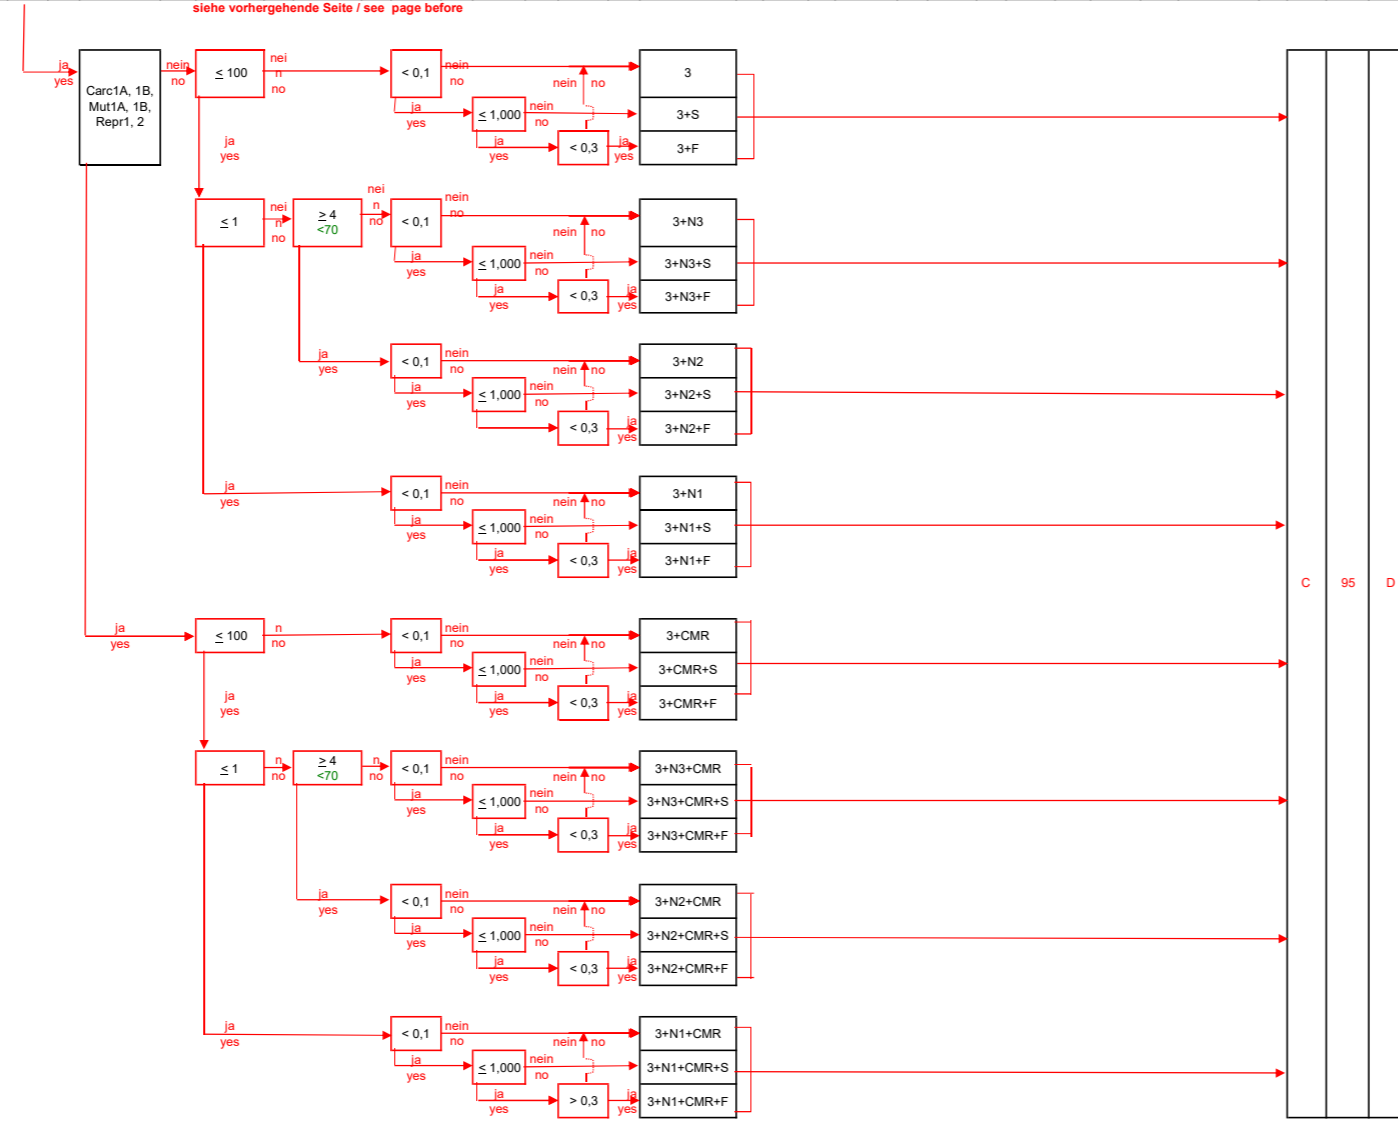 siehe vorhergehende Seite / see page before
ja
yes
Carc1A, 1B,
Mut1A, 1B,
Repr1, 2
nein
no
≤ 100
nei
n
no
< 0,1
nein
no
ja
yes
≤ 1,000
nein
no
ja
yes
< 0,3
nein no
ja
yes
3
3+S
3+F
ja
yes
≤ 1
nei
n
no
≥ 4
<70
nei
n
no
< 0,1
nein
no
ja
yes
≤ 1,000
nein
no
ja
yes
< 0,3
nein no
ja
yes
3+N3
3+N3+S
3+N3+F
ja
yes
< 0,1
nein
no
ja
yes
≤ 1,000
nein
no
< 0,3
nein no
ja
yes
3+N2
3+N2+S
3+N2+F
ja
yes
< 0,1
nein
no
ja
yes
≤ 1,000
nein
no
ja
yes
< 0,3
nein no
ja
yes
3+N1
3+N1+S
3+N1+F
C
95
D
ja
yes
≤ 100
n
no
< 0,1
nein
no
ja
yes
≤ 1,000
nein
no
ja
yes
< 0,3
nein no
ja
yes
3+CMR
3+CMR+S
3+CMR+F
ja
yes
≤ 1
n
no
≥ 4
<70
n
no
< 0,1
nein
no
ja
yes
≤ 1,000
nein
no
ja
yes
< 0,3
nein no
ja
yes
3+N3+CMR
3+N3+CMR+S
3+N3+CMR+F
ja
yes
< 0,1
nein
no
ja
yes
≤ 1,000
nein
no
ja
yes
< 0,3
nein no
ja
yes
3+N2+CMR
3+N2+CMR+S
3+N2+CMR+F
ja
yes
< 0,1
nein
no
ja
yes
≤ 1,000
nein
no
ja
yes
> 0,3
nein no
ja
yes
3+N1+CMR
3+N1+CMR+S
3+N1+CMR+F